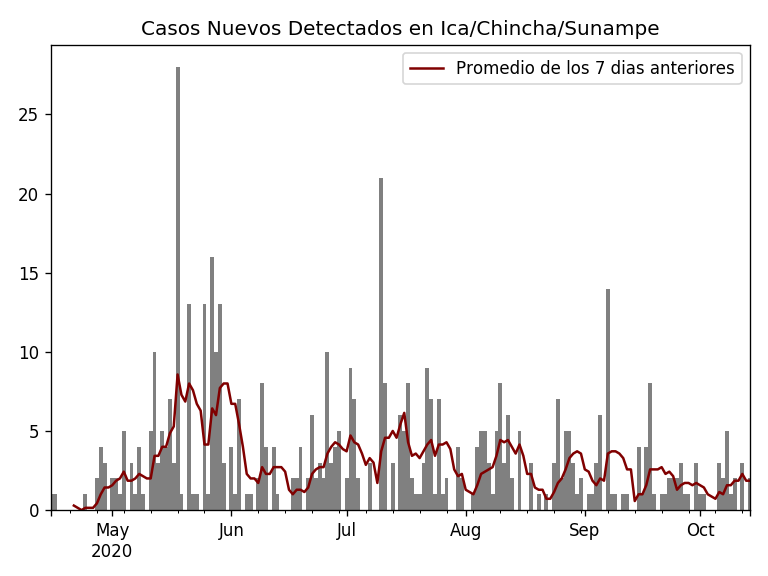 Casos Nuevos Detectados en Ica/Chincha/Sunampe
Promedio de los 7 dias anteriores
25
20
15
10
5
0
May Jun Jul Aug Sep Oct
2020